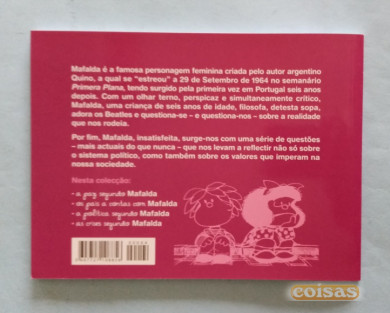 Mafalda é a famosa personagem feminina criada pelo autor argentino
Quino, a qual se "estreou" a 29 de Setembro de 1964 no semanário
Primera Plana, tendo surgido pela primeira vez em Portugal seis anos
depois. Com um olhar terno, perspicaz e simultaneamente crítico,
Mafalda, uma criança de seis anos de idade, filosofa, detesta sopa,
adora os Beatles e questiona-se – e questiona-nos – sobre a realidade
que nos rodeia.
Por fim, Mafalda, insatisfeita, surge-nos com uma série de questões
– mais actuais do que nunca – que nos levam a reflectir não só sobre
o sistema político, como também sobre os valores que imperam na
nossa sociedade.
Nesta colecção:
- a paz segundo Mafalda
- os pais a contas com Mafalda
- a política segundo Mafalda
- as crises segundo Mafalda
coisas